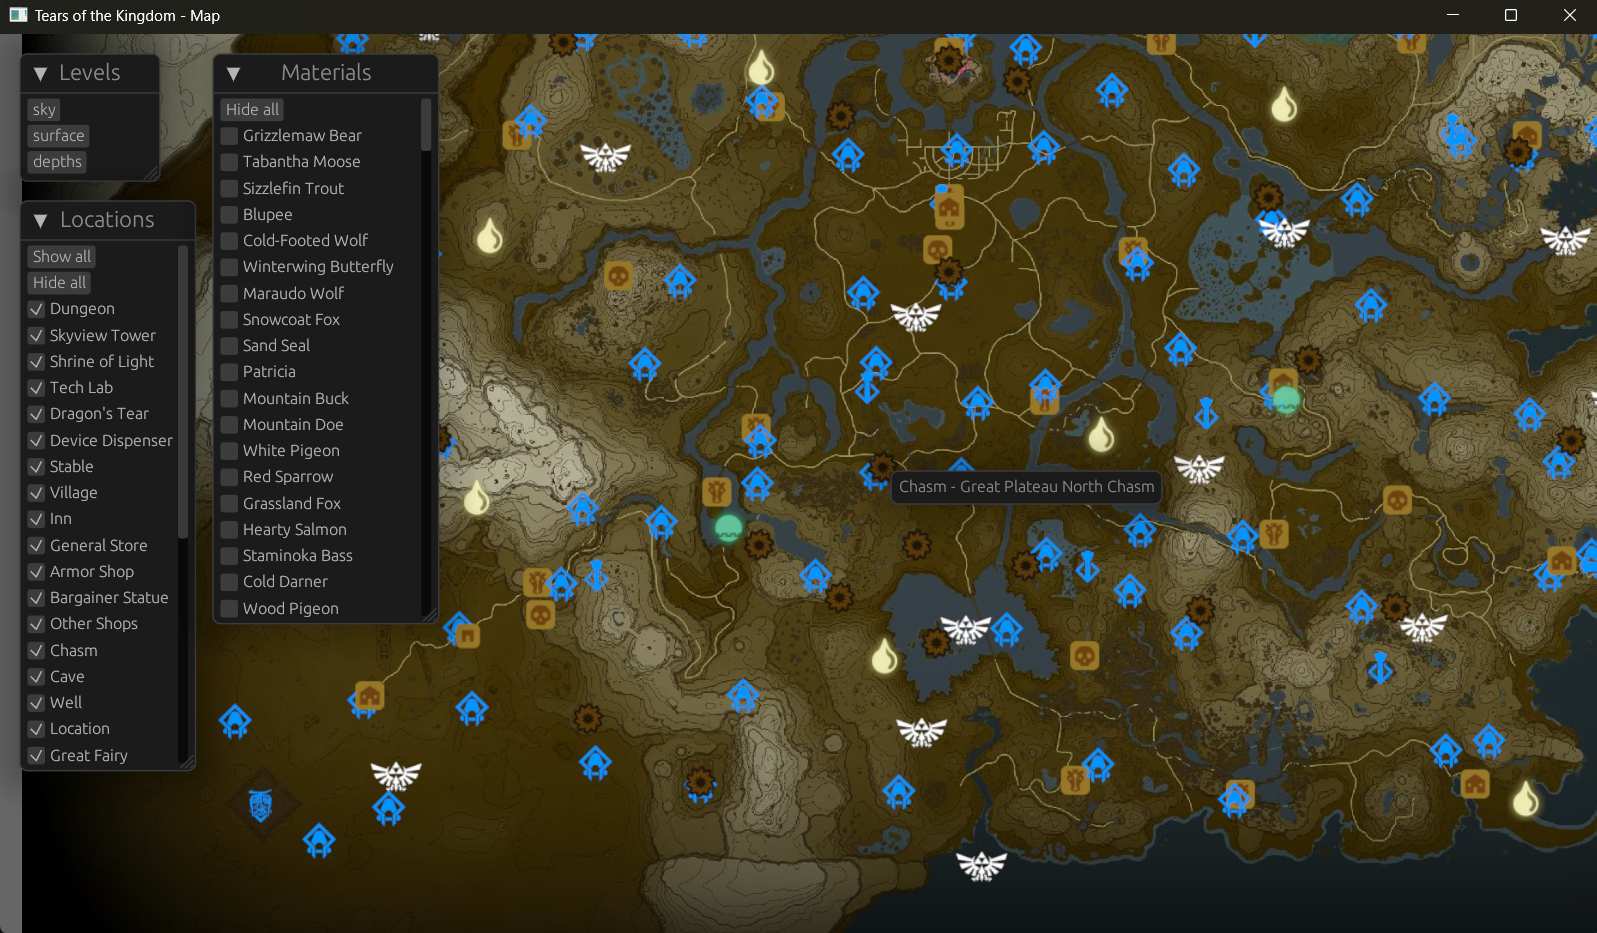 Tears of the Kingdom - Map
Levels
sky
surface
depths
Locations
Show all
Hide all
Dungeon
Skyview Tower
Shrine of Light
Tech Lab
Dragon's Tear
Device Dispenser
Stable
Village
Inn
General Store
Armor Shop
Bargainer Statue
Other Shops
Chasm
Cave
Well
Location
Great Fairy
Materials
Hide all
Grizzlemaw Bear
Tabantha Moose
Sizzlefin Trout
Blupee
Cold-Footed Wolf
Winterwing Butterfly
Maraudo Wolf
Snowcoat Fox
Sand Seal
Patricia
Mountain Buck
Mountain Doe
White Pigeon
Red Sparrow
Grassland Fox
Hearty Salmon
Staminoka Bass
Cold Darner
Wood Pigeon
Chasm - Great Plateau North Chasm